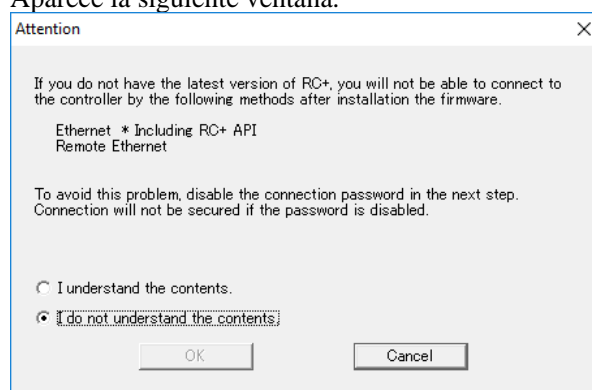 Aparece la siguiente ventana.
Attention
If you do not have the latest version of RC+, you will not be able to connect to
the controller by the following methods after installation the firmware.
Ethernet * Including RC+ API
Remote Ethernet
To avoid this problem, disable the connection password in the next step.
Connection will not be secured if the password is disabled.
I understand the contents.
I do not understand the contents.
OK
Cancel